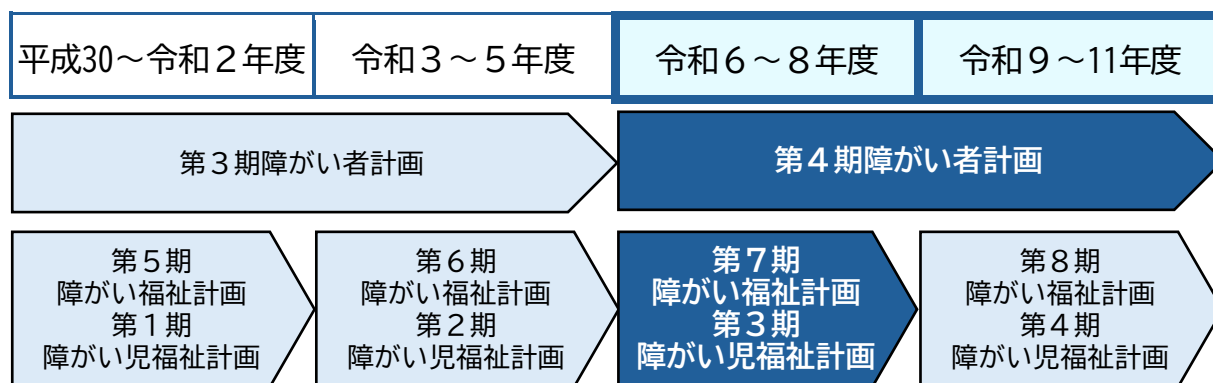 平成30～令和２年度
令和３～５年度
令和６～８年度
令和９～11年度
第３期障がい者計画
第４期障がい者計画
第５期
障がい福祉計画
第１期
障がい児福祉計画
第６期
障がい福祉計画
第２期
障がい児福祉計画
第７期
障がい福祉計画
第３期
障がい児福祉計画
第８期
障がい福祉計画
第４期
障がい児福祉計画